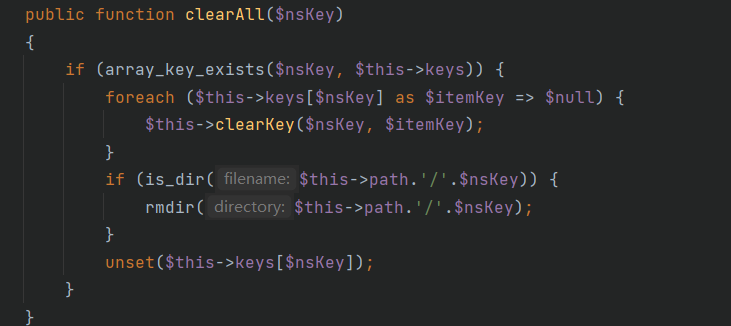 public function clearAll($nsKey)
{
    if (array_key_exists($nsKey, $this->keys)) {
        foreach ($this->keys[$nsKey] as $itemKey => $null) {
            $this->clearKey($nsKey, $itemKey);
        }
        if (is_dir( filename: $this->path.'/'.$nsKey)) {
            rmdir( directory: $this->path.'/'.$nsKey);
        }
        unset($this->keys[$nsKey]);
    }
}